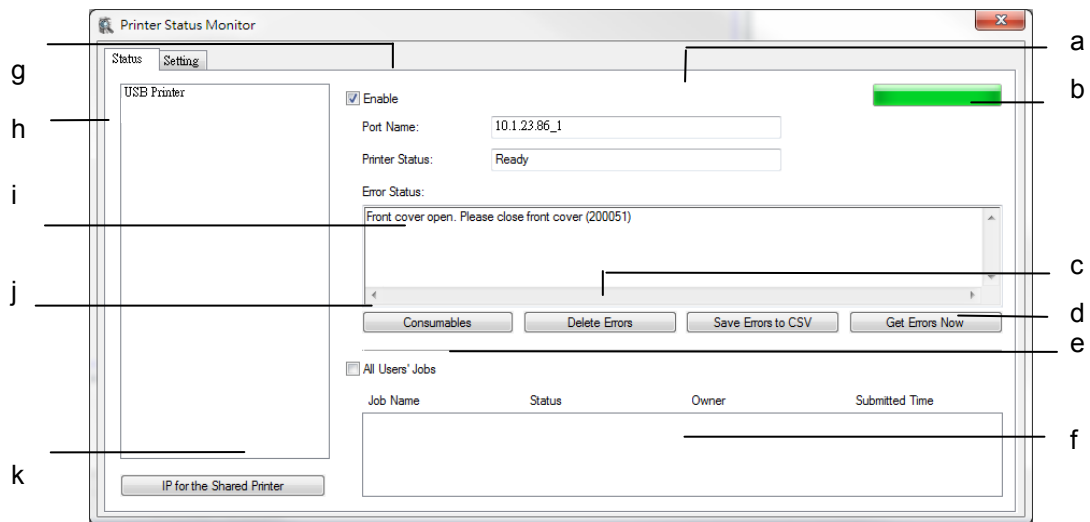 Printer Status Monitor
Status Setting
a
g
USB Printer
Enable
b
Port Name: 10.1.23.86_1
h
Printer Status: Ready
Error Status:
i
Front cover open. Please close front cover (200051)
c
j
d
Consumables Delete Errors Save Errors to CSV Get Errors Now
e
All Users' Jobs
Job Name Status Owner Submitted Time
f
k
IP for the Shared Printer